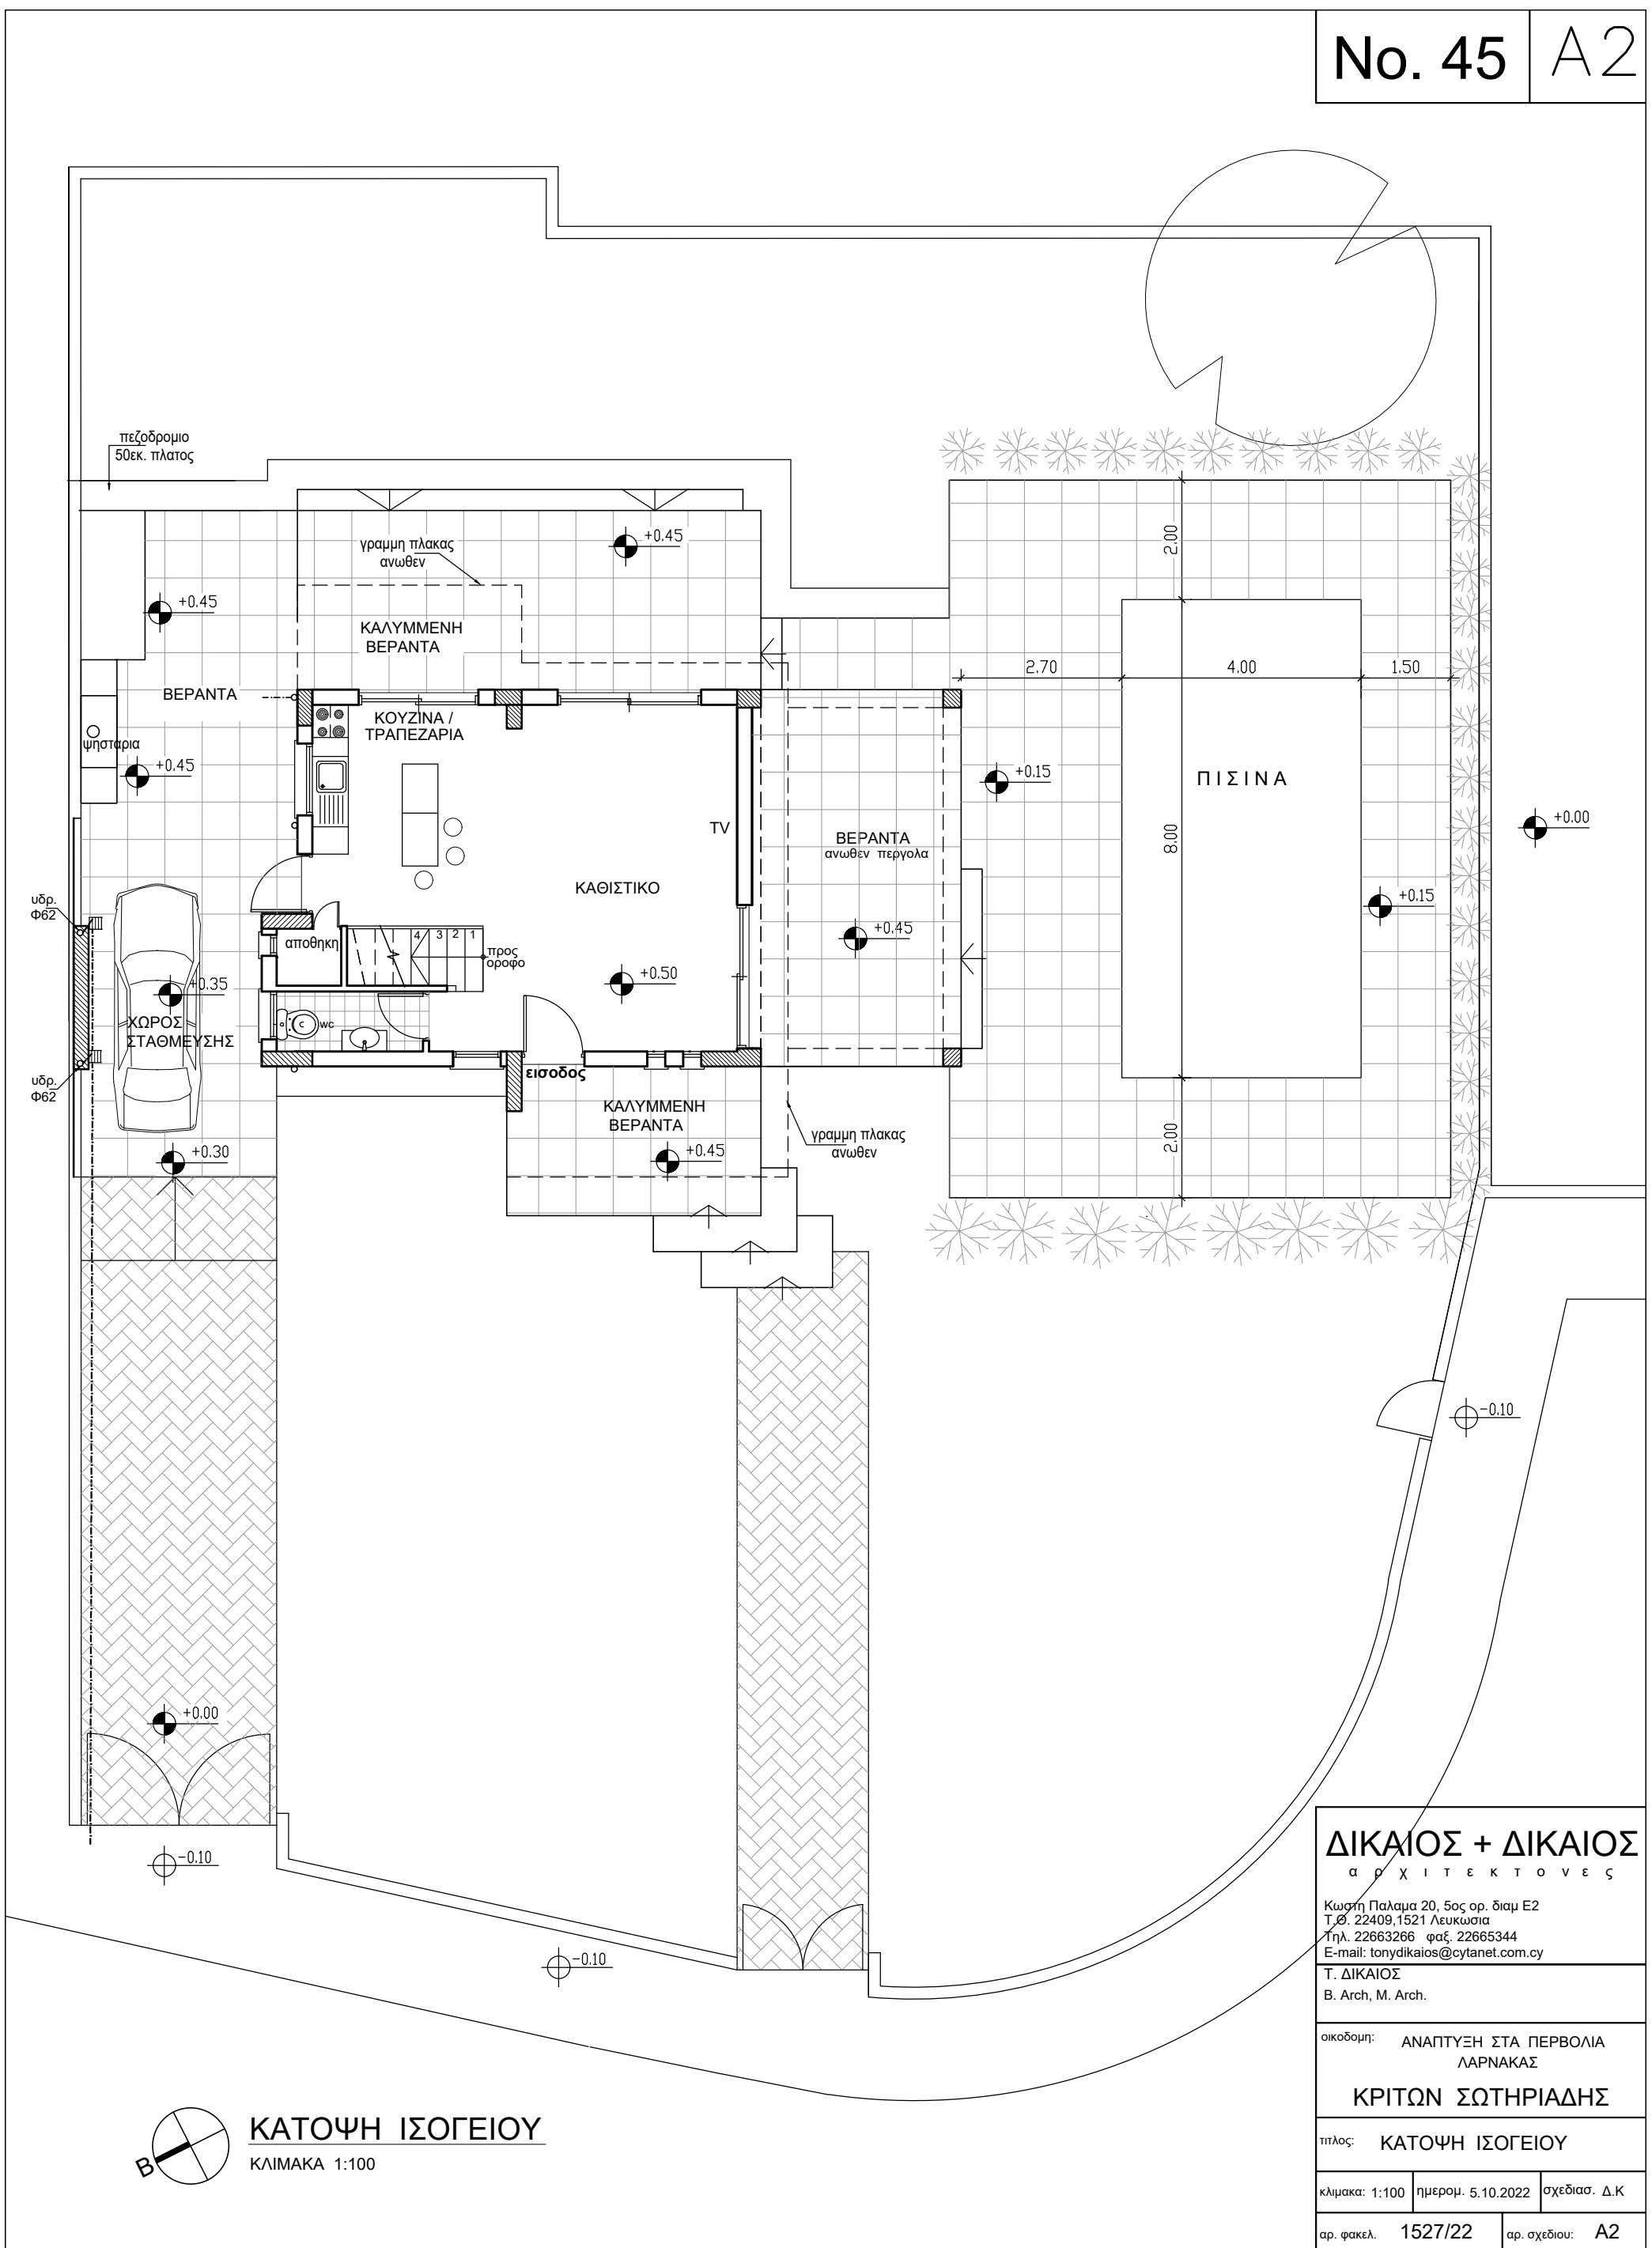 No. 45
A2
πεζοδρομιο
50εκ. πλατος
γραμμη πλακας
ανωθεν
+0.45
+0.45
ΚΑΛΥΜΜΕΝΗ
ΒΕΡΑΝΤΑ
2.00
2.70
4.00
1.50
ΒΕΡΑΝΤΑ
ΚΟΥΖΙΝΑ /
ΤΡΑΠΕΖΑΡΙΑ
ψησταρια
+0.45
+0.15
ΠΙΣΙΝΑ
+0.00
TV
ΒΕΡΑΝΤΑ
ανωθεν περγολα
8.00
ΚΑΘΙΣΤΙΚΟ
υδρ.
Φ62
+0.15
αποθηκη
4 3 2 1
προς
οροφο
+0.45
+0.50
+0.35
ΧΩΡΟΣ
ΣΤΑΘΜΕΥΣΗΣ
c
wc
εισοδος
υδρ.
Φ62
ΚΑΛΥΜΜΕΝΗ
ΒΕΡΑΝΤΑ
γραμμη πλακας
ανωθεν
2.00
+0.30
+0.45
-0.10
+0.00
-0.10
-0.10
ΔΙΚΑΙΟΣ + ΔΙΚΑΙΟΣ
αρχιτεκτονες
Κωστη Παλαμα 20, 5ος ορ. διαμ Ε2
Τ.Θ. 22409,1521 Λευκωσια
Τηλ. 22663266 φαξ. 22665344
E-mail: tonydikaios@cytanet.com.cy
Τ. ΔΙΚΑΙΟΣ
B. Arch, M. Arch.
οικοδομη: ΑΝΑΠΤΥΞΗ ΣΤΑ ΠΕΡΒΟΛΙΑ
ΛΑΡΝΑΚΑΣ
ΚΡΙΤΩΝ ΣΩΤΗΡΙΑΔΗΣ
τιτλος: ΚΑΤΟΨΗ ΙΣΟΓΕΙΟΥ
κλιμακα: 1:100 ημερομ. 5.10.2022 σχεδιασ. Δ.Κ
αρ. φακελ. 1527/22 αρ. σχεδιου: A2
Β
ΚΑΤΟΨΗ ΙΣΟΓΕΙΟΥ
ΚΛΙΜΑΚΑ 1:100